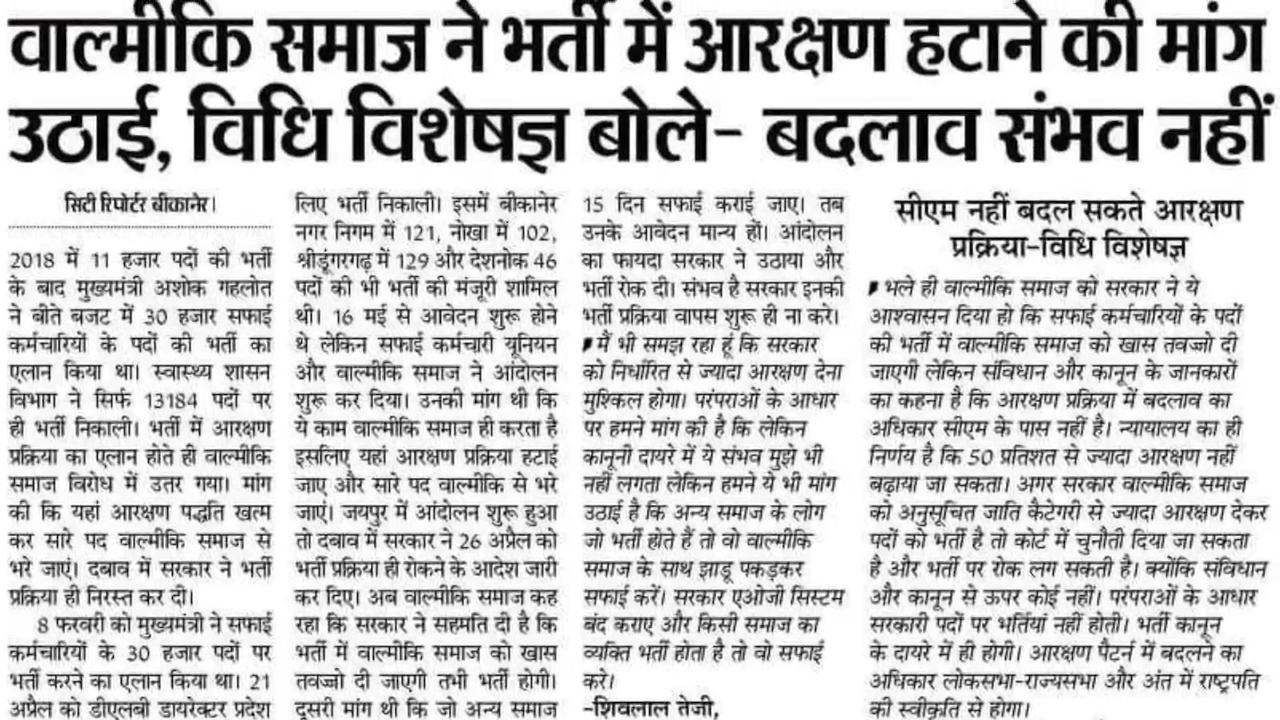 वाल्मीकि समाज ने भर्ती में आरक्षण हटाने की मांग
उठाई, विधि विशेषज्ञ बोले- बदलाव संभव नहीं
सिटी रिपोर्टर बीकानेर।
2018 में 11 हजार पदों की भर्ती
के बाद मुख्यमंत्री अशोक गहलोत
ने बीते बजट में 30 हजार सफाई
कर्मचारियों के पदों की भर्ती का
एलान किया था। स्वास्थ्य शासन
विभाग ने सिर्फ 13184 पदों पर
ही भर्ती निकाली। भर्ती में आरक्षण
प्रक्रिया का एलान होते ही वाल्मीकि
समाज विरोध में उतर गया। मांग
की कि यहां आरक्षण पद्धति खत्म
कर सारे पद वाल्मीकि समाज से
भरे जाएं। दबाव में सरकार ने भर्ती
प्रक्रिया ही निरस्त कर दी।
8 फरवरी को मुख्यमंत्री ने सफाई
कर्मचारियों के 30 हजार पदों पर
भर्ती करने का एलान किया था। 21
अप्रैल को डीएलबी डायरेक्टर प्रदेश
लिए भर्ती निकाली। इसमें बीकानेर
नगर निगम में 121, नोखा में 102,
श्रीडूंगरगढ़ में 129 और देशनोक 46
पदों की भी भर्ती की मंजूरी शामिल
थी। 16 मई से आवेदन शुरू होने
थे लेकिन सफाई कर्मचारी यूनियन
और वाल्मीकि समाज ने आंदोलन
शुरू कर दिया। उनकी मांग थी कि
ये काम वाल्मीकि समाज ही करता है
इसलिए यहां आरक्षण प्रक्रिया हटाई
जाए और सारे पद वाल्मीकि से भरे
जाएं। जयपुर में आंदोलन शुरू हुआ
तो दबाव में सरकार ने 26 अप्रैल को
भर्ती प्रक्रिया ही रोकने के आदेश जारी
कर दिए। अब वाल्मीकि समाज कह
रहा कि सरकार ने सहमति दी है कि
भर्ती में वाल्मीकि समाज को खास
तवज्जो दी जाएगी तभी भर्ती होगी।
दूसरी मांग थी कि जो अन्य समाज
15 दिन सफाई कराई जाए। तब
उनके आवेदन मान्य हों। आंदोलन
का फायदा सरकार ने उठाया और
भर्ती रोक दी। संभव है सरकार इनकी
भर्ती प्रक्रिया वापस शुरू ही ना करे।
मैं भी समझ रहा हूं कि सरकार
को निर्धारित से ज्यादा आरक्षण देना
मुश्किल होगा। परंपराओं के आधार
पर हमने मांग की है कि लेकिन
कानूनी दायरे में ये संभव मुझे भी
नहीं लगता लेकिन हमने ये भी मांग
उठाई है कि अन्य समाज के लोग
जो भर्ती होते हैं तो वो वाल्मीकि
समाज के साथ झाडू पकड़कर
सफाई करें। सरकार एओजी सिस्टम
बंद कराए और किसी समाज का
व्यक्ति भर्ती होता है तो वो सफाई
करे।
-शिवलाल तेजी,
सीएम नहीं बदल सकते आरक्षण
प्रक्रिया-विधि विशेषज्ञ
भले ही वाल्मीकि समाज को सरकार ने ये
आश्वासन दिया हो कि सफाई कर्मचारियों के पदों
की भर्ती में वाल्मीकि समाज को खास तवज्जो दी
जाएगी लेकिन संविधान और कानून के जानकारों
का कहना है कि आरक्षण प्रक्रिया में बदलाव का
अधिकार सीएम के पास नहीं है। न्यायालय का ही
निर्णय है कि 50 प्रतिशत से ज्यादा आरक्षण नहीं
बढ़ाया जा सकता। अगर सरकार वाल्मीकि समाज
को अनुसूचित जाति कैटेगरी से ज्यादा आरक्षण देकर
पदों को भर्ती है तो कोर्ट में चुनौती दिया जा सकता
है और भर्ती पर रोक लग सकती है। क्योंकि संविधान
और कानून से ऊपर कोई नहीं। परंपराओं के आधार
सरकारी पदों पर भर्तियां नहीं होती। भर्ती कानून
के दायरे में ही होगी। आरक्षण पैटर्न में बदलने का
अधिकार लोकसभा-राज्यसभा और अंत में राष्ट्रपति
की स्वीकृति से होगा।